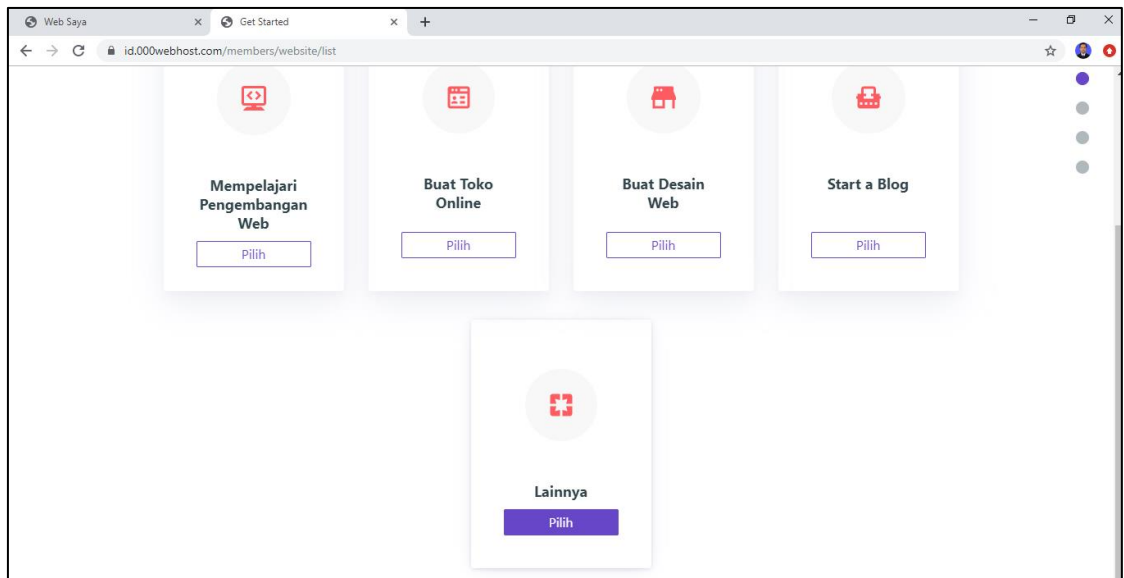 Web Saya
Get Started
id.000webhost.com/members/website/list
Mempelajari
Pengembangan
Web
Pilih
Buat Toko
Online
Pilih
Buat Desain
Web
Pilih
Start a Blog
Pilih
Lainnya
Pilih